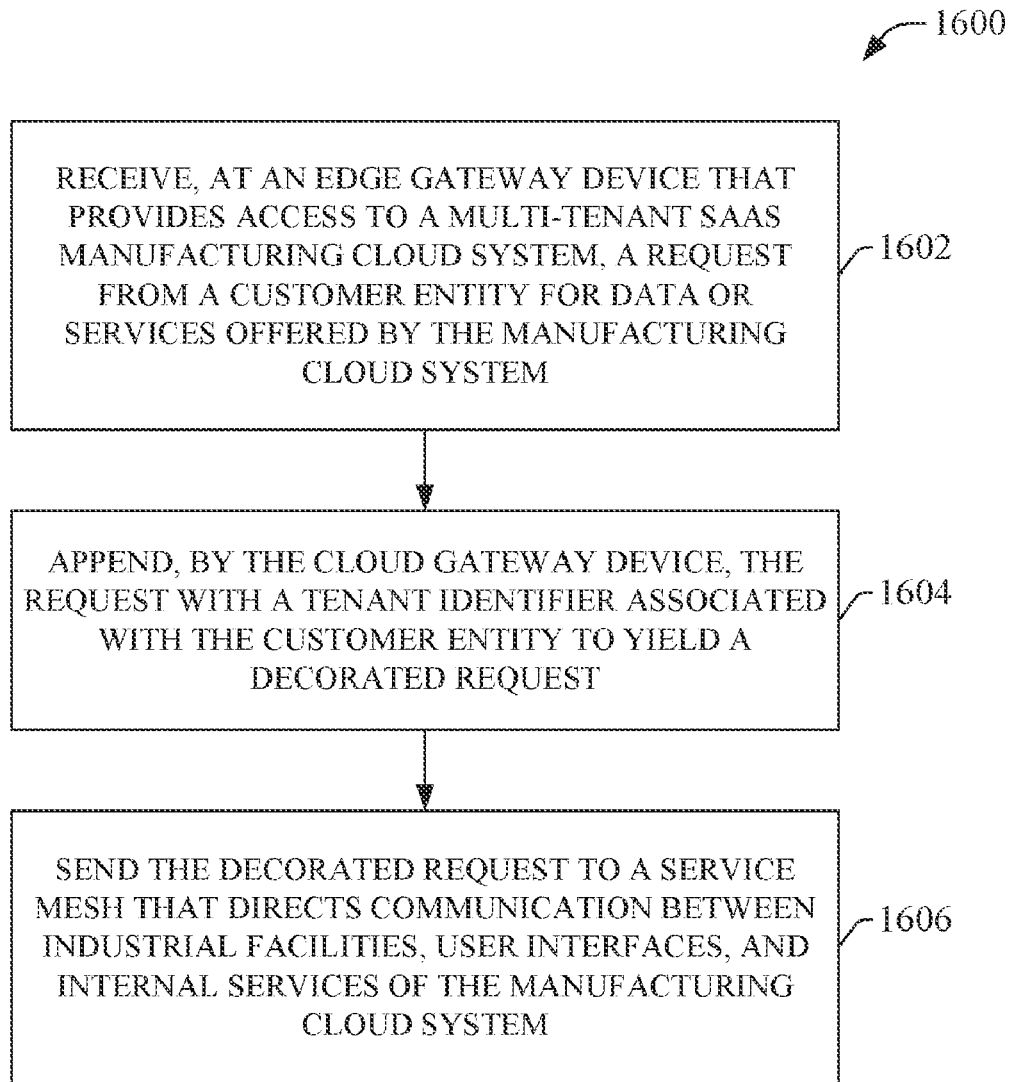 1600
RECEIVE, AT AN EDGE GATEWAY DEVICE THAT
PROVIDES ACCESS TO A MULTI-TENANT SAAS
MANUFACTURING CLOUD SYSTEM, A REQUEST
FROM A CUSTOMER ENTITY FOR DATA OR
SERVICES OFFERED BY THE MANUFACTURING
CLOUD SYSTEM
1602
APPEND, BY THE CLOUD GATEWAY DEVICE, THE
REQUEST WITH A TENANT IDENTIFIER ASSOCIATED
WITH THE CUSTOMER ENTITY TO YIELD A
DECORATED REQUEST
1604
SEND THE DECORATED REQUEST TO A SERVICE
MESH THAT DIRECTS COMMUNICATION BETWEEN
INDUSTRIAL FACILITIES, USER INTERFACES, AND
INTERNAL SERVICES OF THE MANUFACTURING
CLOUD SYSTEM
1606